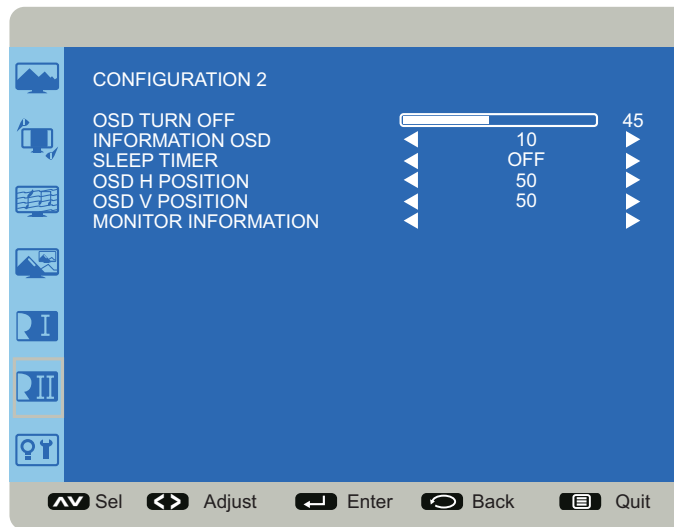 CONFIGURATION 2
OSD TURN OFF 45
INFORMATION OSD 10
SLEEP TIMER OFF
OSD H POSITION 50
OSD V POSITION 50
MONITOR INFORMATION
I
II
Sel Adjust Enter Back Quit